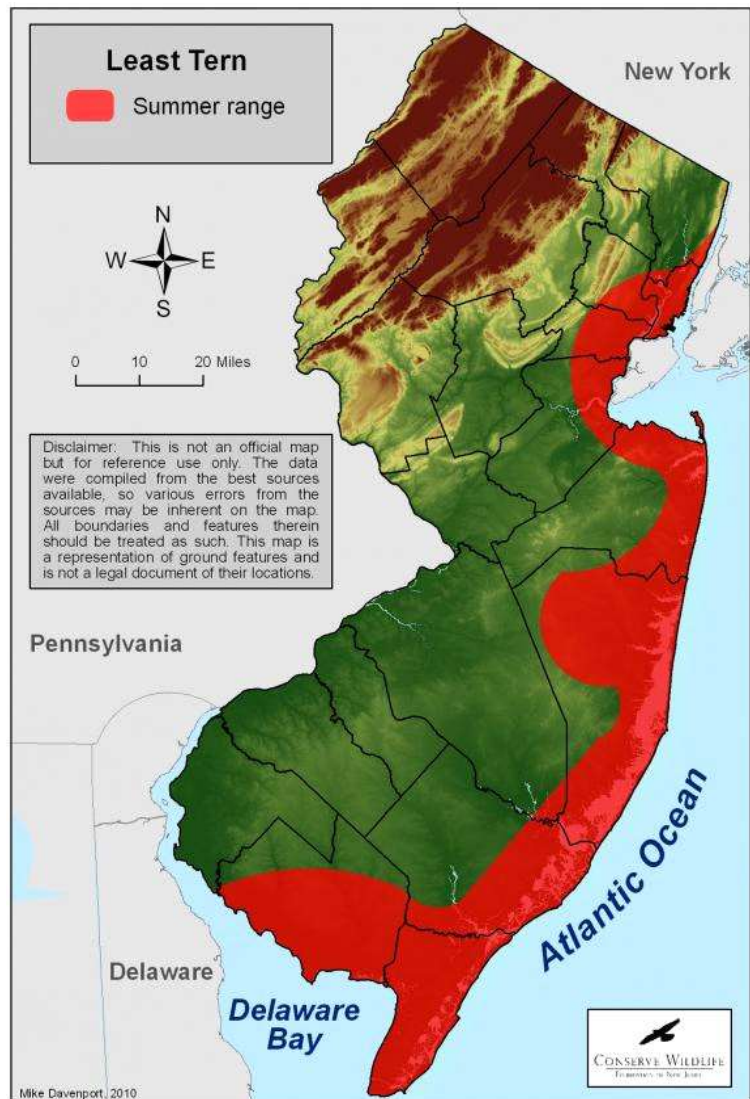 Least Tern
Summer range
New York
N
W E
S
0 10 20 Miles
Disclaimer: This is not an official map
but for reference use only. The data
were compiled from the best sources
available, so various errors from the
sources may be inherent on the map.
All boundaries and features therein
should be treated as such. This map is
a representation of ground features and
is not a legal document of their locations.
Pennsylvania
Atlantic Ocean
Delaware
Delaware
Bay
CONSERVE WILDLIFE
FOUNDATION OF NEW JERSEY
Mike Davenport, 2010